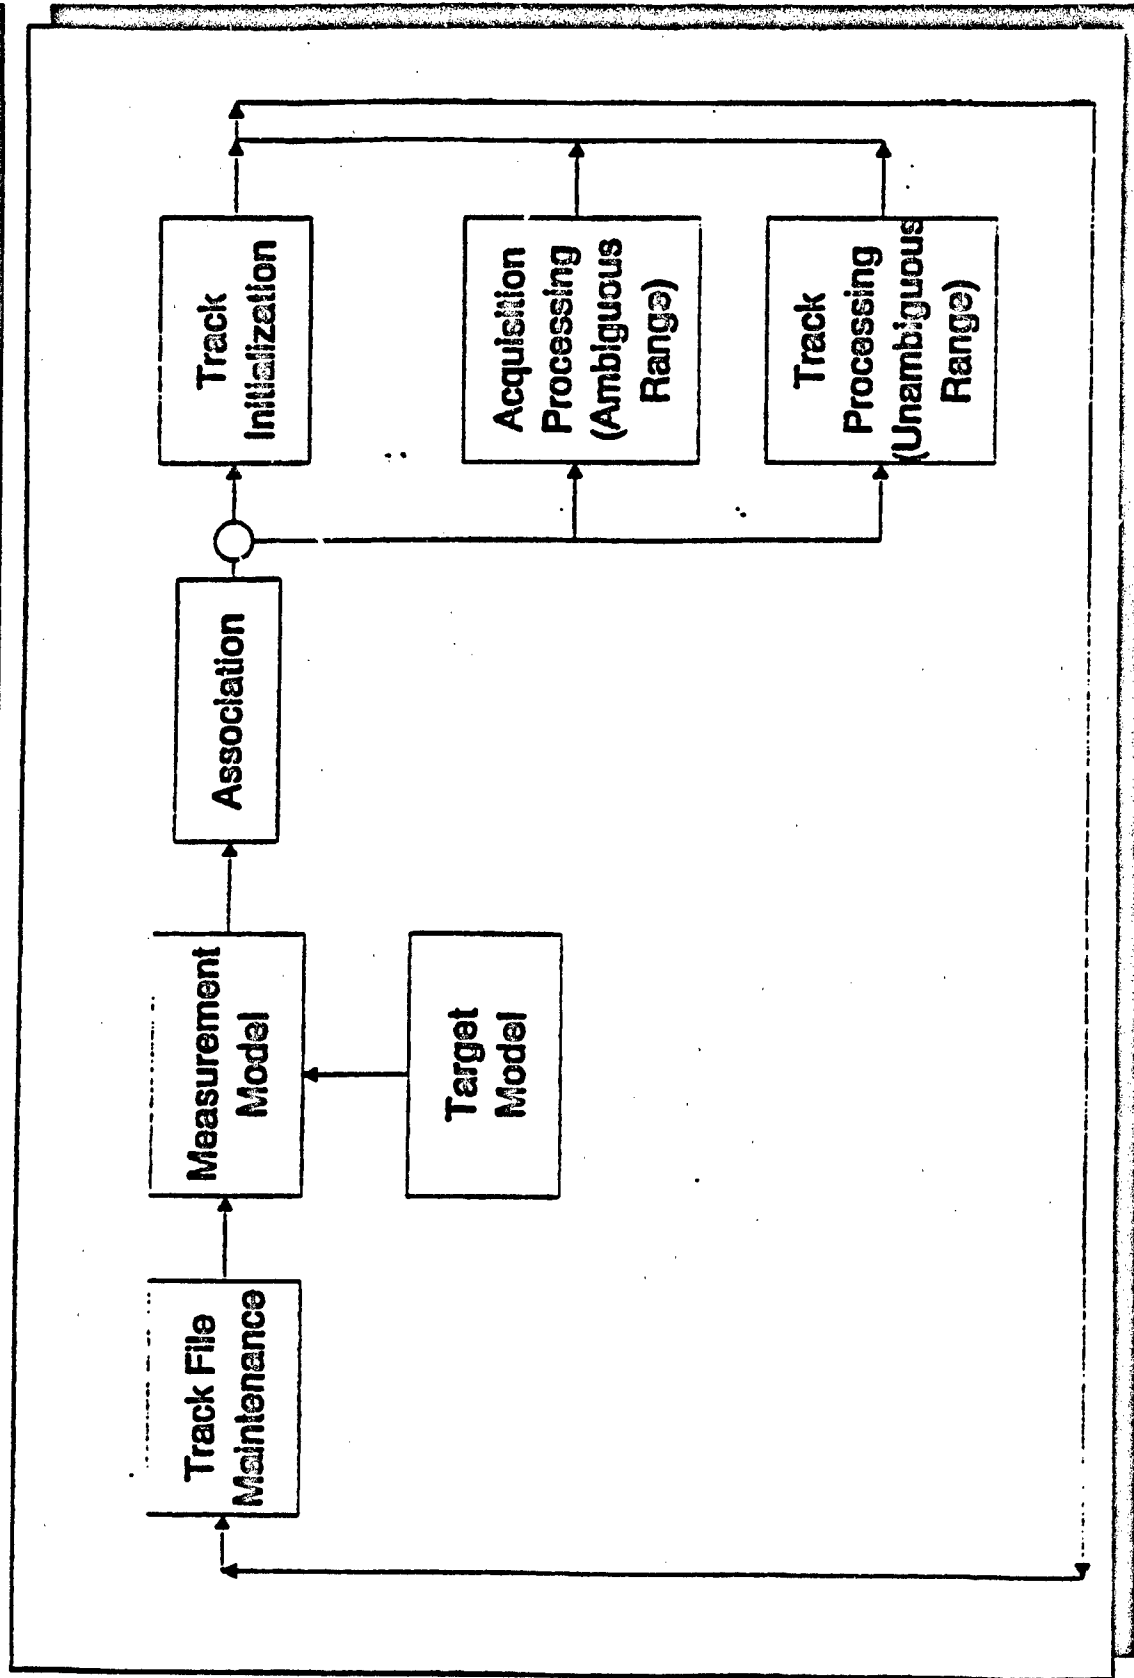 Track File
Maintenance
Measurement
Model
Target
Model
Association
Track
Initialization
Acquisition
Processing
(Ambiguous
Range)
Track
Processing
(Unambiguous
Range)